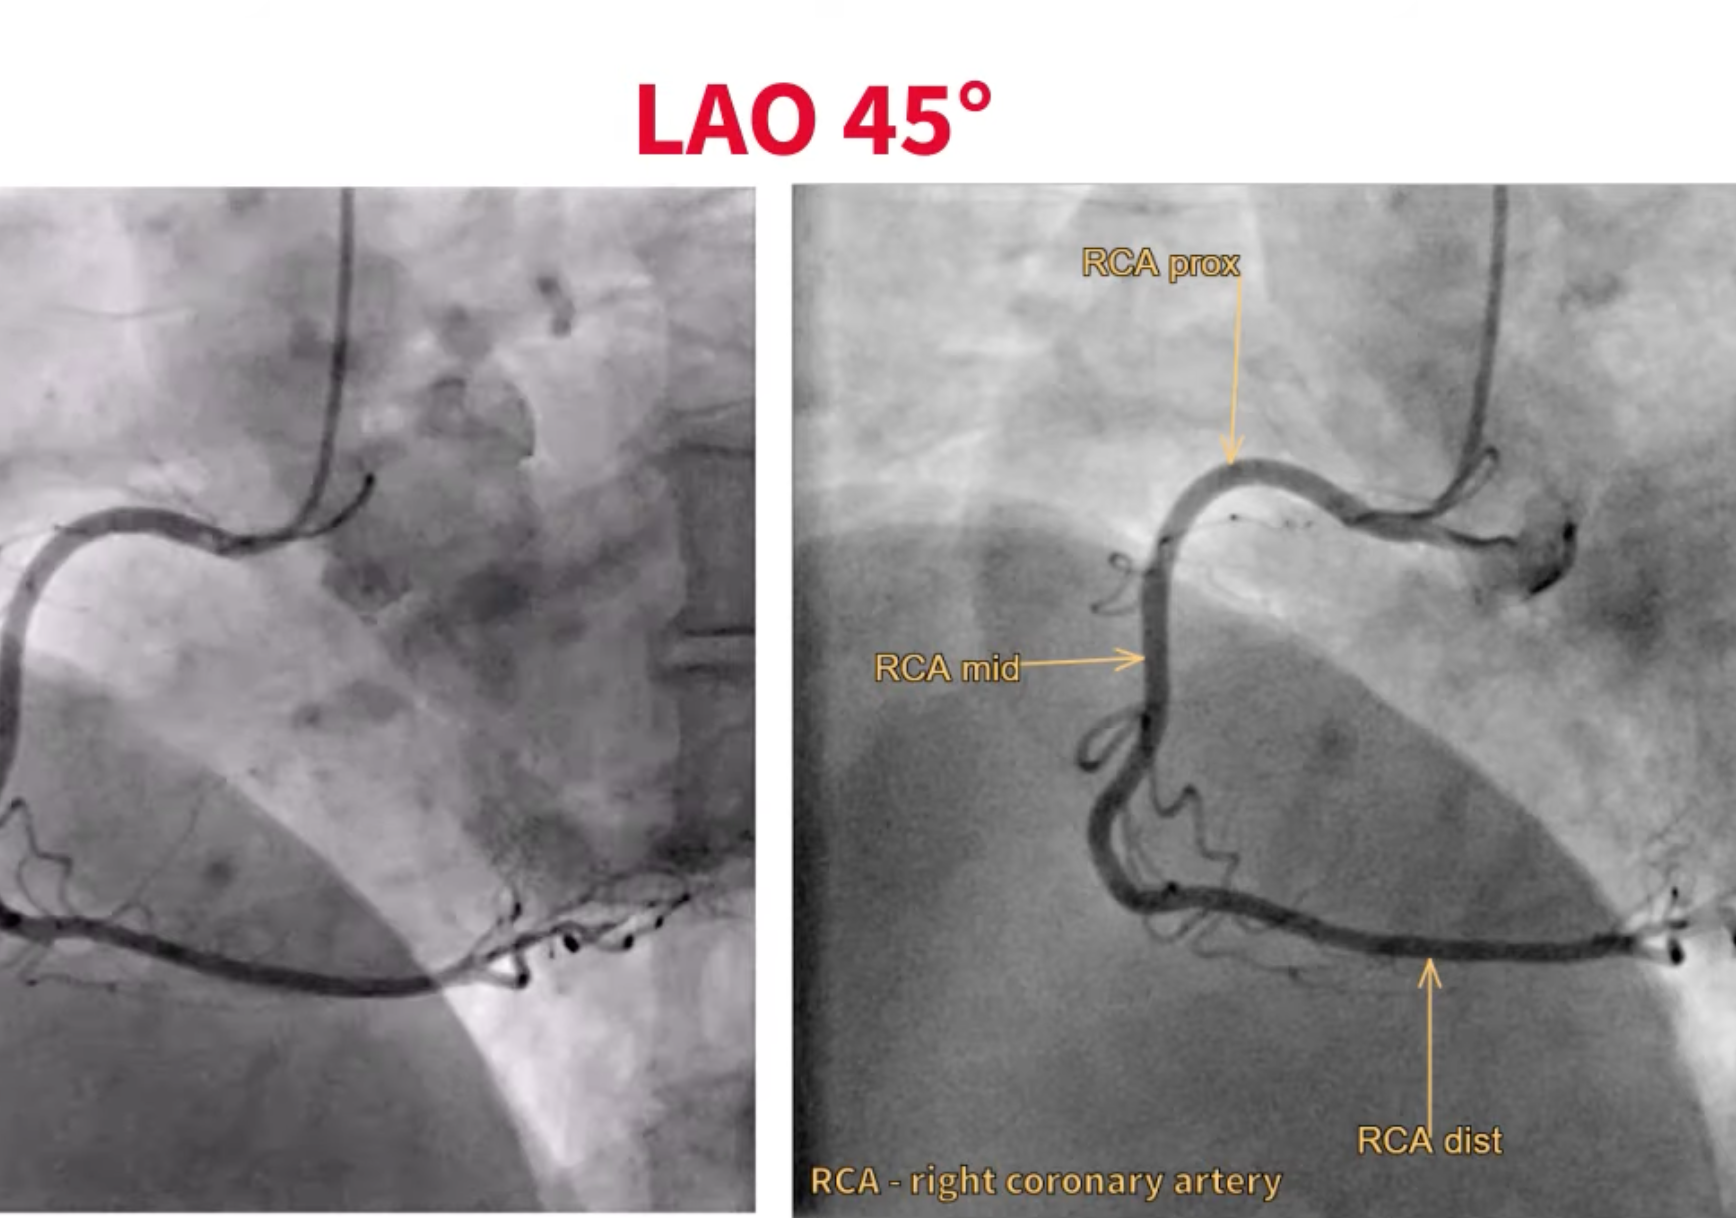 LAO 45°
RCA prox
RCA mid
RCA dist
RCA - right coronary artery